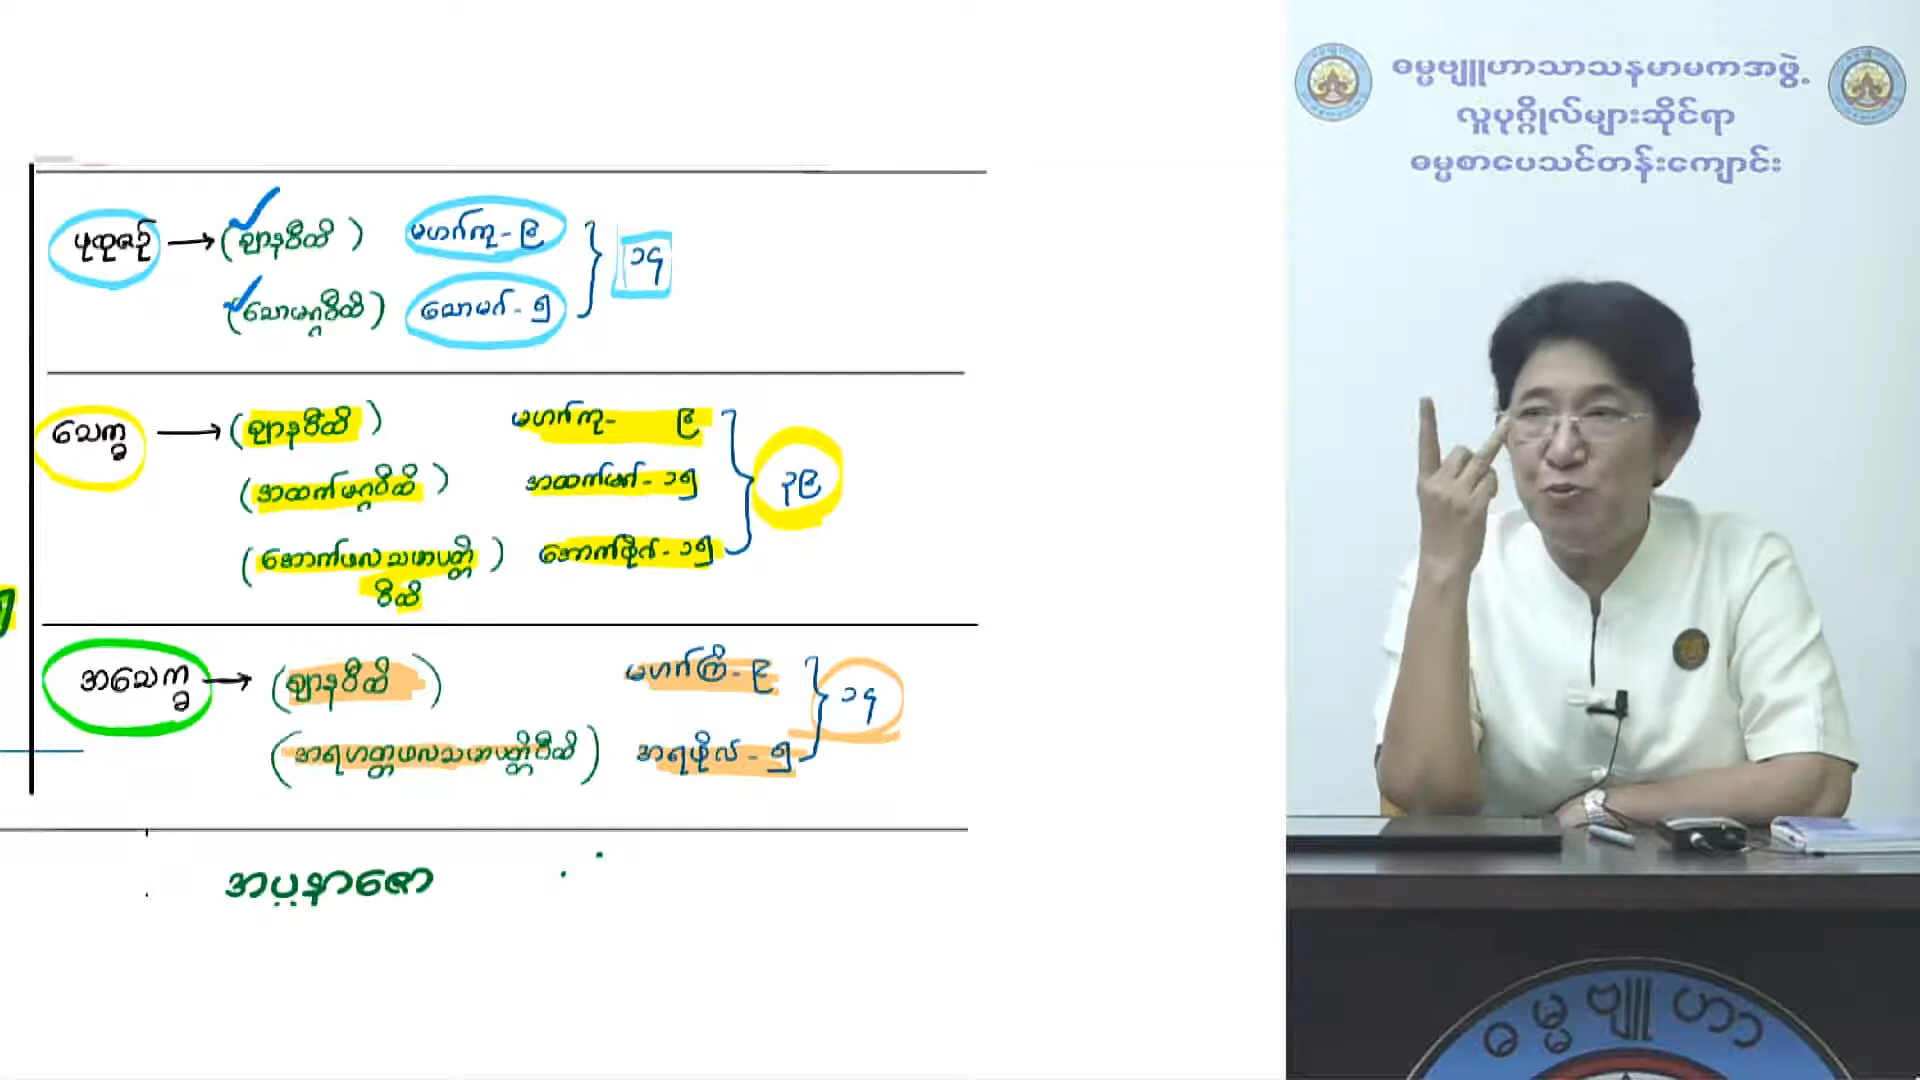 ပုထုဇဉ် → (ဈာနဝီထိ) မဟဂ်ကု - ၉ } ၁၄
(သောမဂ္ဂဝီထိ) သောမဂ် - ၅
သေက္ခ → (ဈာနဝီထိ) မဟဂ်ကု - ၉ } ၃၉
(အထက်မဂ္ဂဝီထိ) အထက်မဂ် - ၁၅
(အောက်ဖလသမာပတ္တိ အောက်ဖိုလ် - ၁၅
ဝီထိ)
အသေက္ခ → (ဈာနဝီထိ) မဟဂ်ကြိ - ၉ } ၁၄
(အရဟတ္တဖလသမာပတ္တိဝီထိ) အရဖိုလ် - ၅
အပ္ပနာဇော
ဓမ္မဗျူဟာသာသနမာမကအဖွဲ့
လူပုဂ္ဂိုလ်များဆိုင်ရာ
ဓမ္မစာပေသင်တန်းကျောင်း
ဓမ္မဗျူဟာ